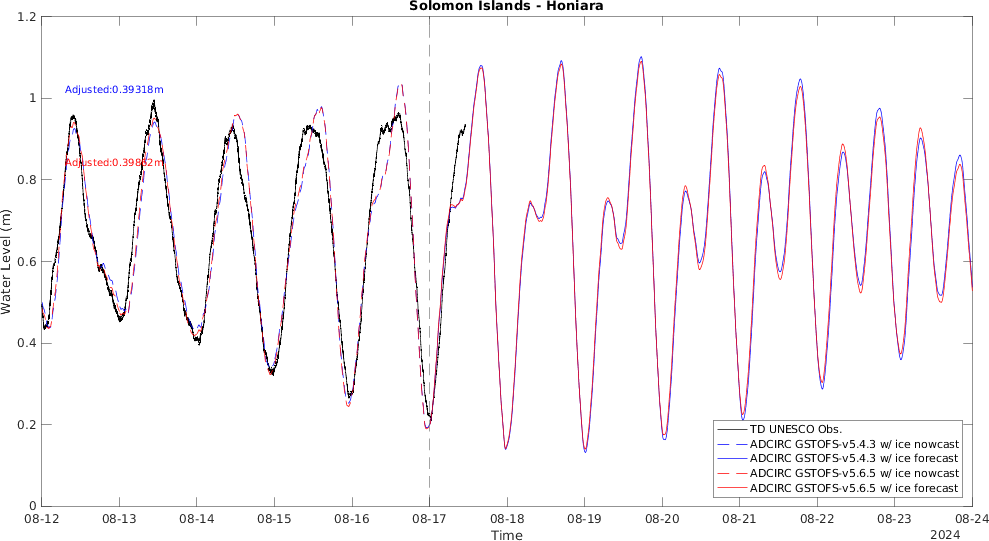 Solomon Islands - Honiara
1.2
1
0.8
0.6
0.4
0.2
0
Water Level (m)
Adjusted:0.39318m
Adjusted:0.39862m
TD UNESCO Obs.
ADCIRC GSTOFS-v5.4.3 w/ ice nowcast
ADCIRC GSTOFS-v5.4.3 w/ ice forecast
ADCIRC GSTOFS-v5.6.5 w/ ice nowcast
ADCIRC GSTOFS-v5.6.5 w/ ice forecast
08-12 08-13 08-14 08-15 08-16 08-17 08-18 08-19 08-20 08-21 08-22 08-23 08-24
Time
2024